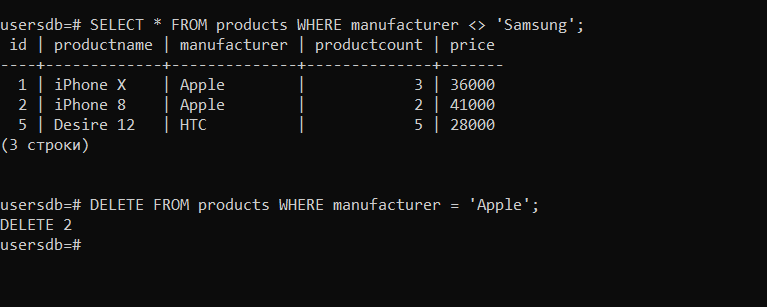 usersdb=# SELECT * FROM products WHERE manufacturer <> 'Samsung';
 id | productname | manufacturer | productcount | price
----+-------------+--------------+--------------+-------
  1 | iPhone X    | Apple        |            3 | 36000
  2 | iPhone 8    | Apple        |            2 | 41000
  5 | Desire 12   | HTC          |            5 | 28000
(3 строки)
usersdb=# DELETE FROM products WHERE manufacturer = 'Apple';
DELETE 2
usersdb=#